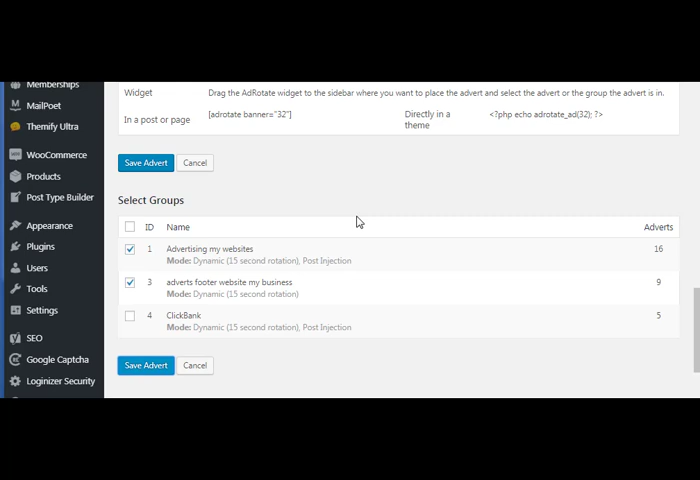 Memberships
MailPoet
Themify Ultra
WooCommerce
Products
Post Type Builder
Appearance
Plugins
Users
Tools
Settings
SEO
Google Captcha
Loginizer Security
Widget Drag the AdRotate widget to the sidebar where you want to place the advert and select the advert or the group the advert is in.
In a post or page [adrotate banner="32"] Directly in a <?php echo adrotate_ad(32); ?>
theme
Save Advert Cancel
Select Groups
ID Name Adverts
1 Advertising my websites 16
Mode: Dynamic (15 second rotation), Post Injection
3 adverts footer website my business 9
Mode: Dynamic (15 second rotation)
4 ClickBank 5
Mode: Dynamic (15 second rotation), Post Injection
Save Advert Cancel